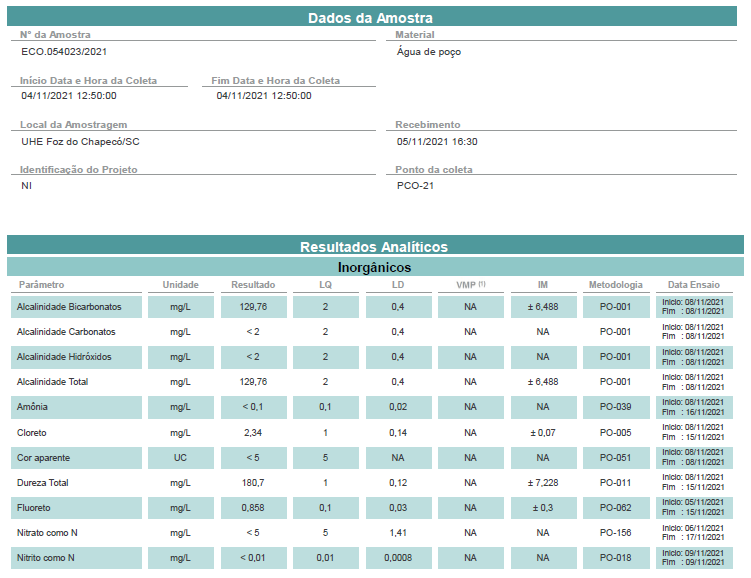 Dados da Amostra
N° da Amostra Material
ECO.054023/2021 Água de poço
Início Data e Hora da Coleta Fim Data e Hora da Coleta
04/11/2021 12:50:00 04/11/2021 12:50:00
Local da Amostragem Recebimento
UHE Foz do Chapecó/SC 05/11/2021 16:30
Identificação do Projeto Ponto da coleta
NI PCO-21
Resultados Analíticos
Inorgânicos
Parâmetro Unidade Resultado LQ LD VMP (1) IM Metodologia Data Ensaio
Alcalinidade Bicarbonatos mg/L 129,76 2 0,4 NA ± 6,488 PO-001 Início: 08/11/2021
Fim : 08/11/2021
Alcalinidade Carbonatos mg/L < 2 2 0,4 NA NA PO-001 Início: 08/11/2021
Fim : 08/11/2021
Alcalinidade Hidróxidos mg/L < 2 2 0,4 NA NA PO-001 Início: 08/11/2021
Fim : 08/11/2021
Alcalinidade Total mg/L 129,76 2 0,4 NA ± 6,488 PO-001 Início: 08/11/2021
Fim : 08/11/2021
Amônia mg/L < 0,1 0,1 0,02 NA NA PO-039 Início: 08/11/2021
Fim : 16/11/2021
Cloreto mg/L 2,34 1 0,14 NA ± 0,07 PO-005 Início: 08/11/2021
Fim : 15/11/2021
Cor aparente UC < 5 5 NA NA NA PO-051 Início: 08/11/2021
Fim : 08/11/2021
Dureza Total mg/L 180,7 1 0,12 NA ± 7,228 PO-011 Início: 08/11/2021
Fim : 15/11/2021
Fluoreto mg/L 0,858 0,1 0,03 NA ± 0,3 PO-062 Início: 05/11/2021
Fim : 15/11/2021
Nitrato como N mg/L < 5 5 1,41 NA NA PO-156 Início: 06/11/2021
Fim : 17/11/2021
Nitrito como N mg/L < 0,01 0,01 0,0008 NA NA PO-018 Início: 09/11/2021
Fim : 09/11/2021